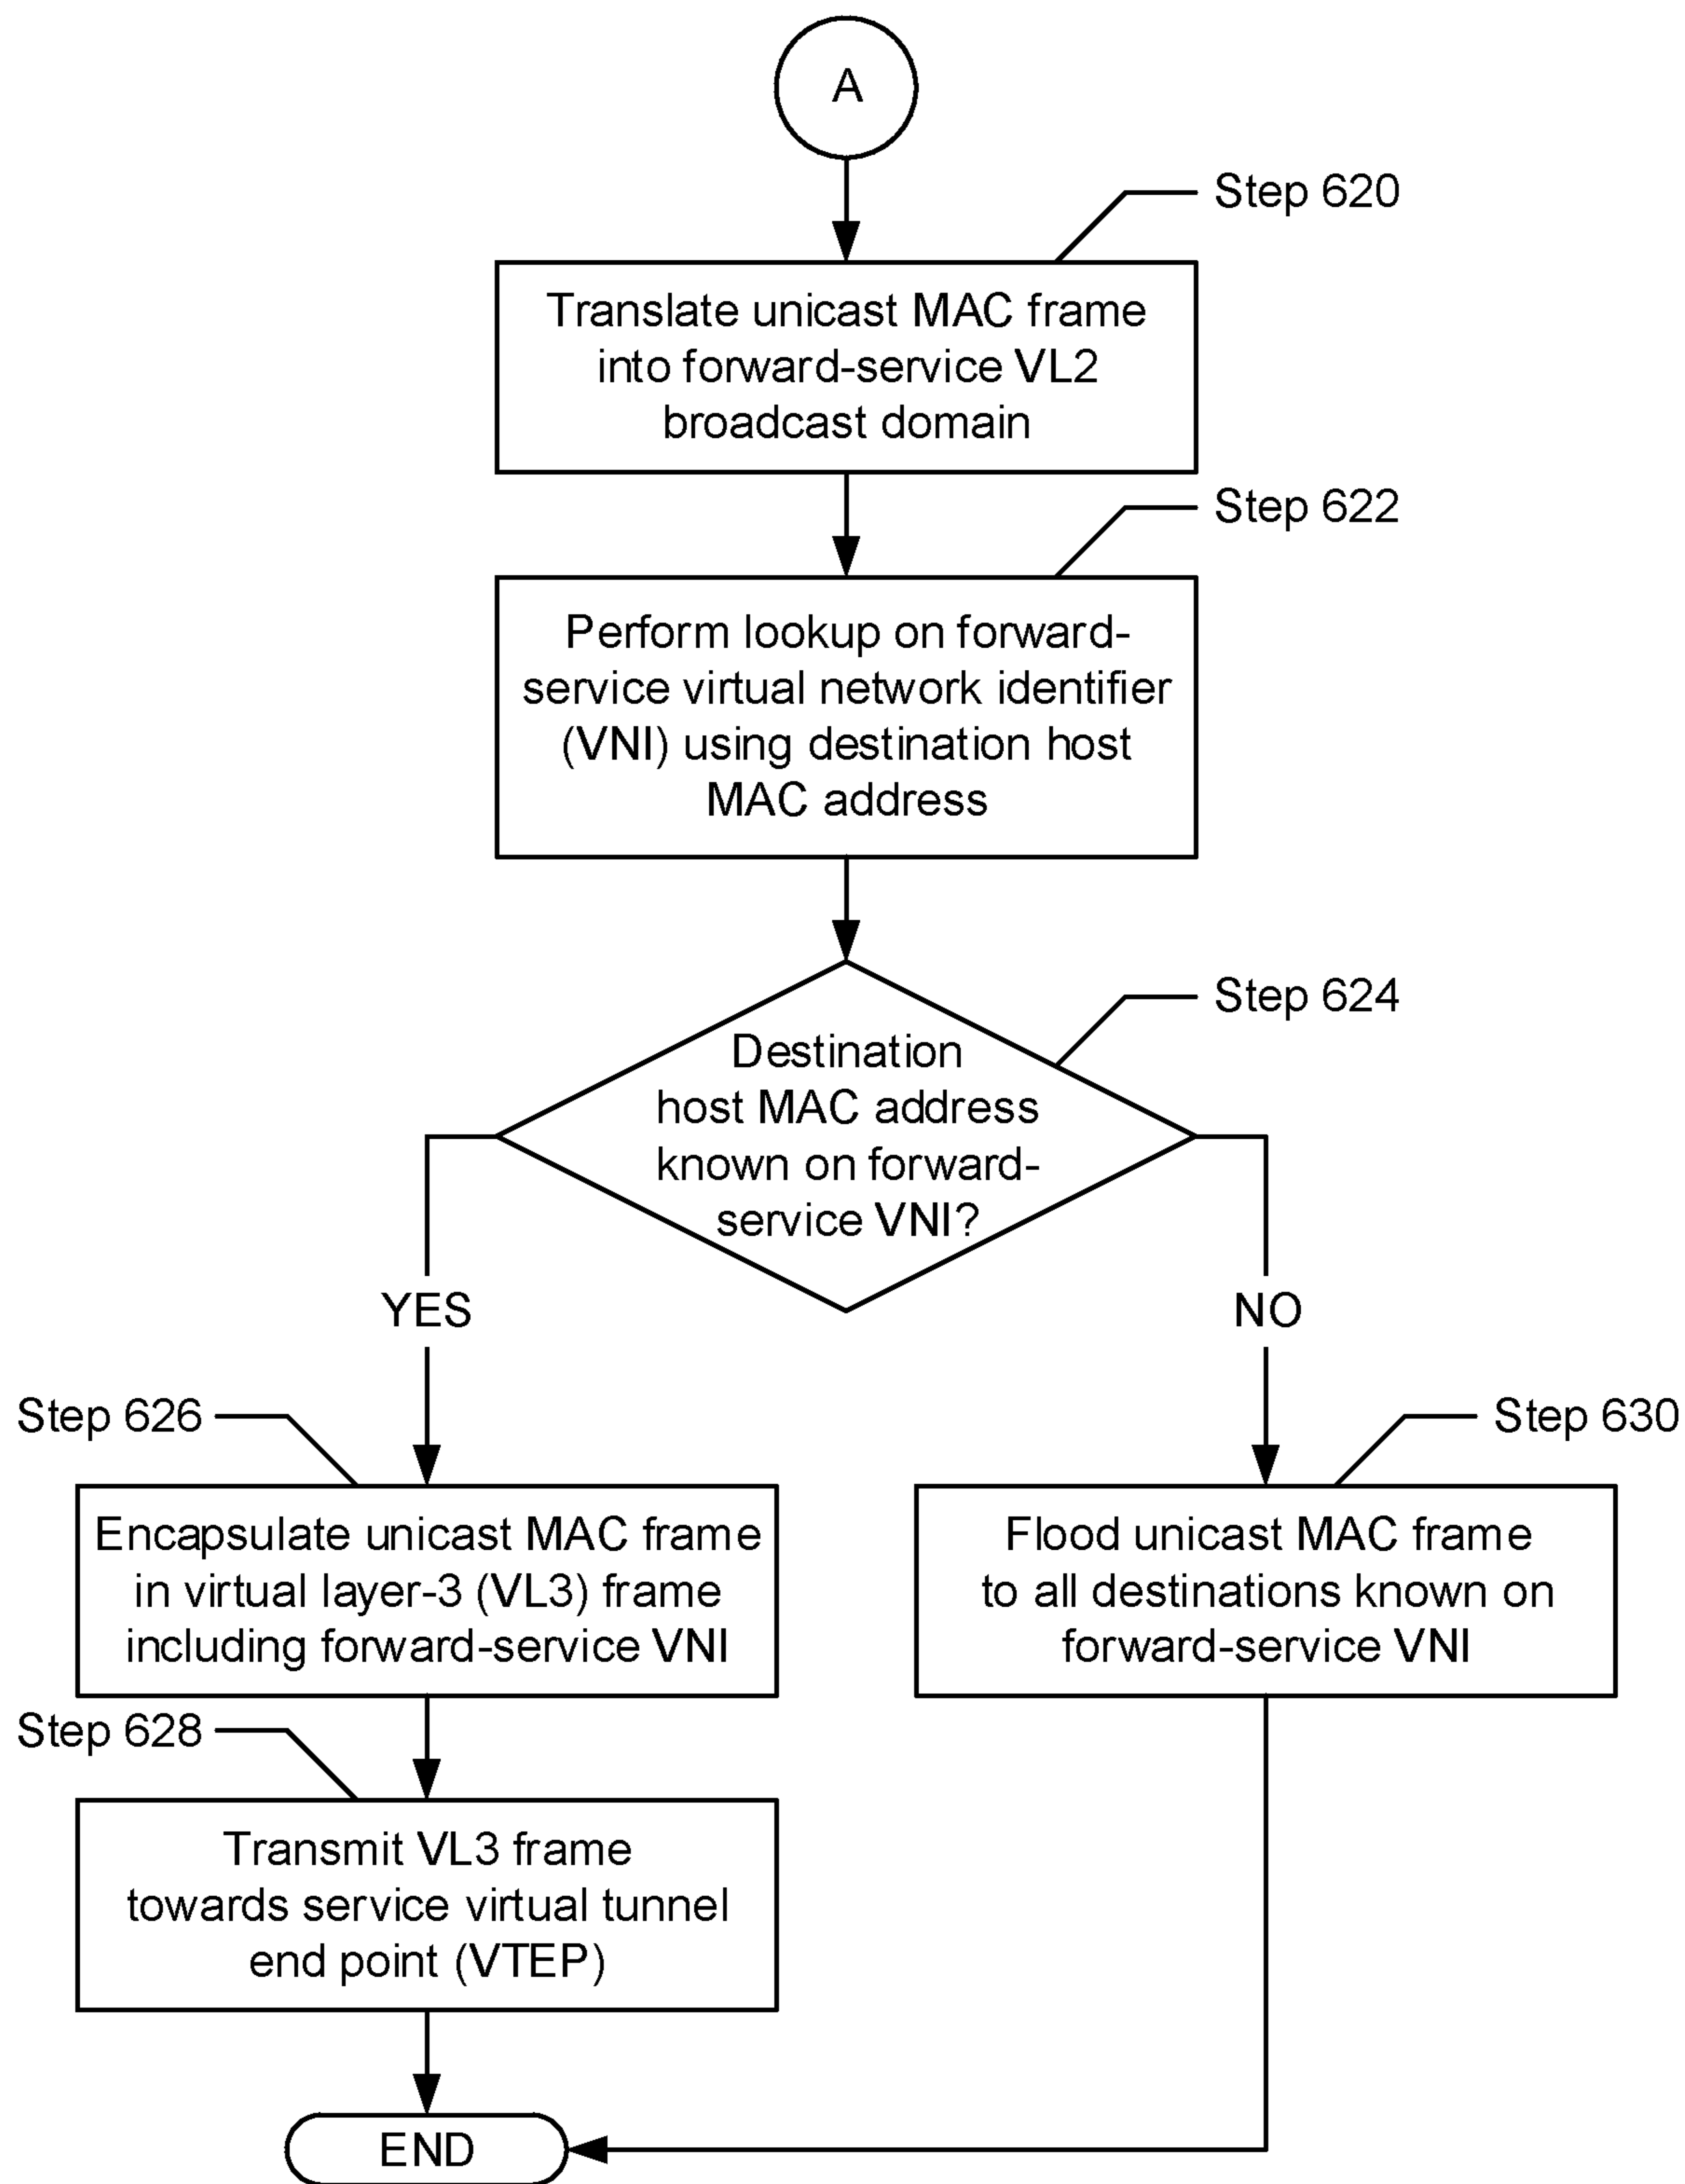 A
Step 620
Translate unicast MAC frame
into forward-service VL2
broadcast domain
Step 622
Perform lookup on forward-
service virtual network identifier
(VNI) using destination host
MAC address
Step 624
Destination
host MAC address
known on forward-
service VNI?
YES
NO
Step 626
Encapsulate unicast MAC frame
in virtual layer-3 (VL3) frame
including forward-service VNI
Step 630
Flood unicast MAC frame
to all destinations known on
forward-service VNI
Step 628
Transmit VL3 frame
towards service virtual tunnel
end point (VTEP)
END